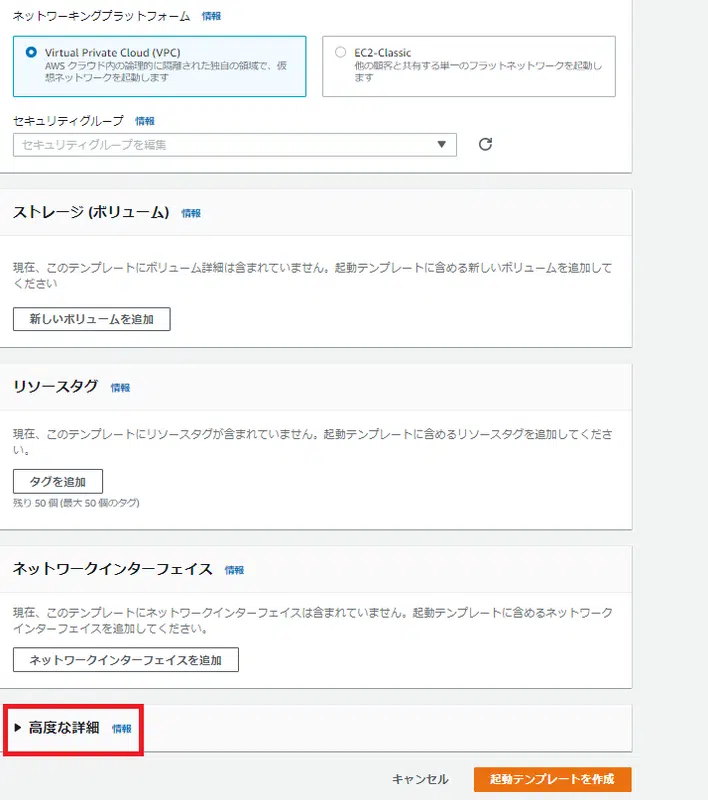 ネットワーキングプラットフォーム 情報
Virtual Private Cloud (VPC)
AWS クラウド内の論理的に隔離された独自の領域で、仮
想ネットワークを起動します
EC2-Classic
他の顧客と共有する単一のフラットネットワークを起動し
ます
セキュリティグループ 情報
セキュリティグループを編集
ストレージ (ボリューム) 情報
現在、このテンプレートにボリューム詳細は含まれていません。起動テンプレートに含める新しいボリュームを追加して
ください
新しいボリュームを追加
リソースタグ 情報
現在、このテンプレートにリソースタグが含まれていません。起動テンプレートに含めるリソースタグを追加してくださ
い。
タグを追加
残り 50 個 (最大 50 個のタグ)
ネットワークインターフェイス 情報
現在、このテンプレートにネットワークインターフェイスは含まれていません。起動テンプレートに含めるネットワーク
インターフェイスを追加してください。
ネットワークインターフェイスを追加
高度な詳細 情報
キャンセル
起動テンプレートを作成